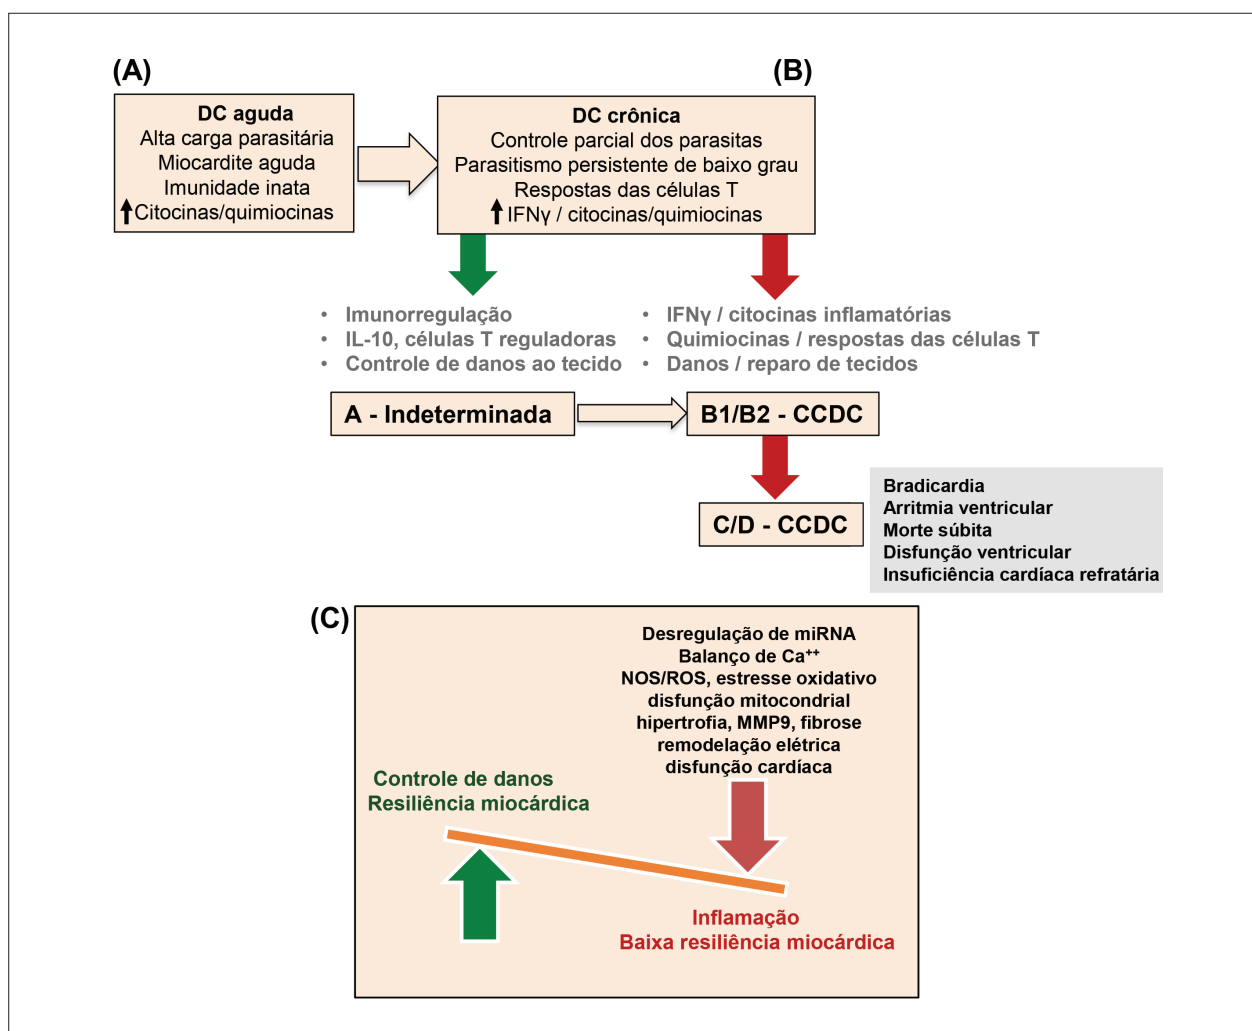 (A)
DC aguda
Alta carga parasitária
Miocardite aguda
Imunidade inata
Citocinas/quimiocinas
(B)
DC crônica
Controle parcial dos parasitas
Parasitismo persistente de baixo grau
Respostas das células T
IFNγ / citocinas/quimiocinas
• Imunorregulação
• IL-10, células T reguladoras
• Controle de danos ao tecido
• IFNγ / citocinas inflamatórias
• Quimiocinas / respostas das células T
• Danos / reparo de tecidos
A - Indeterminada
B1/B2 - CCDC
C/D - CCDC
Bradicardia
Arritmia ventricular
Morte súbita
Disfunção ventricular
Insuficiência cardíaca refratária
(C)
Desregulação de miRNA
Balanço de Ca⁺⁺
NOS/ROS, estresse oxidativo
disfunção mitocondrial
hipertrofia, MMP9, fibrose
remodelação elétrica
disfunção cardíaca
Controle de danos
Resiliência miocárdica
Inflamação
Baixa resiliência miocárdica